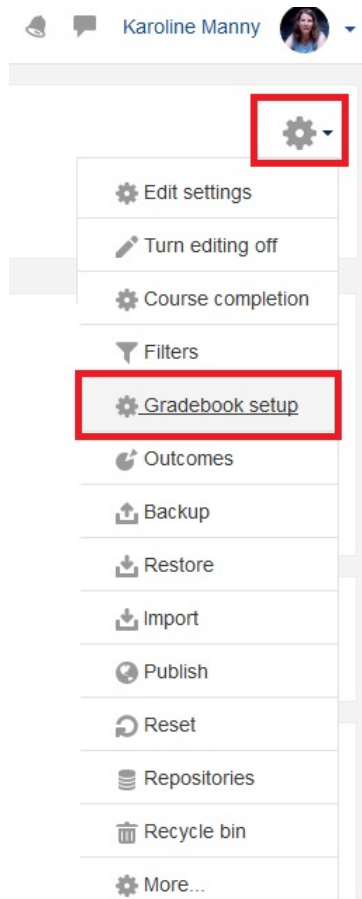 Karoline Manny
Edit settings
Turn editing off
Course completion
Filters
Gradebook setup
Outcomes
Backup
Restore
Import
Publish
Reset
Repositories
Recycle bin
More...